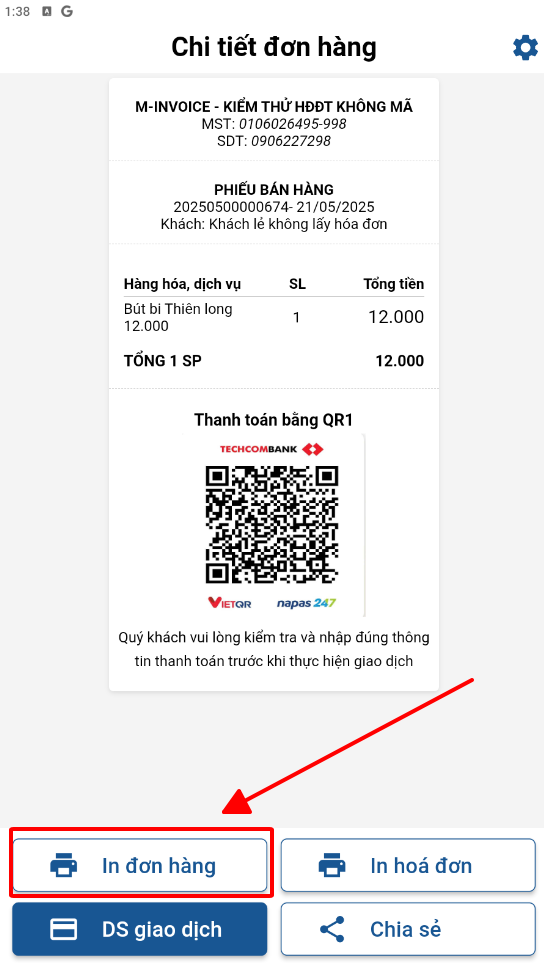 1:38
Chi tiết đơn hàng
M-INVOICE - KIỂM THỬ HĐĐT KHÔNG MÃ
MST: 0106026495-998
SDT: 0906227298
PHIẾU BÁN HÀNG
20250500000674- 21/05/2025
Khách: Khách lẻ không lấy hóa đơn
Hàng hóa, dịch vụ SL Tổng tiền
Bút bi Thiên long
12.000 1 12.000
TỔNG 1 SP 12.000
Thanh toán bằng QR1
TECHCOMBANK
VIETQR napas 247
Quý khách vui lòng kiểm tra và nhập đúng thông
tin thanh toán trước khi thực hiện giao dịch
In đơn hàng In hoá đơn
DS giao dịch Chia sẻ